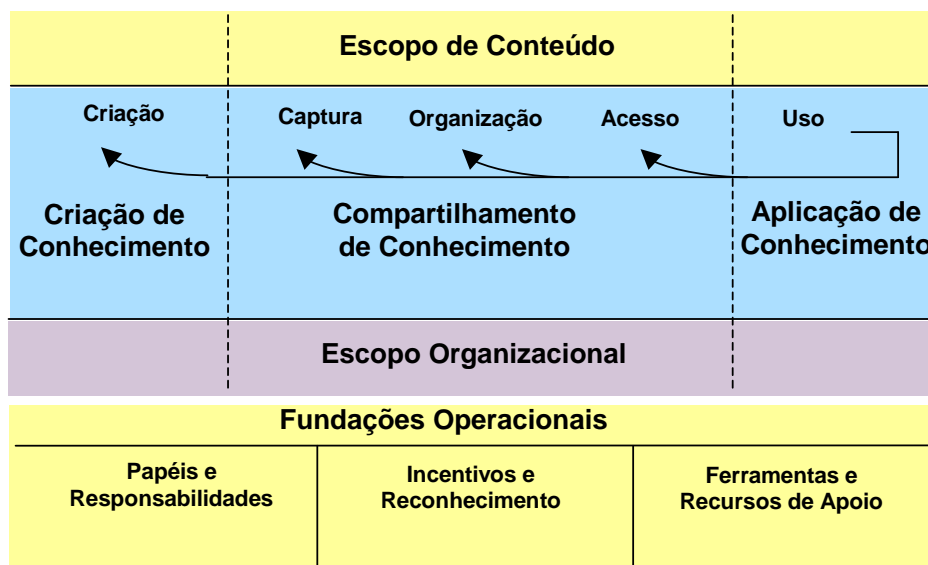 Escopo de Conteúdo
Criação
Captura
Organização
Acesso
Uso
Criação de
Conhecimento
Compartilhamento
de Conhecimento
Aplicação de
Conhecimento
Escopo Organizacional
Fundações Operacionais
Papéis e
Responsabilidades
Incentivos e
Reconhecimento
Ferramentas e
Recursos de Apoio